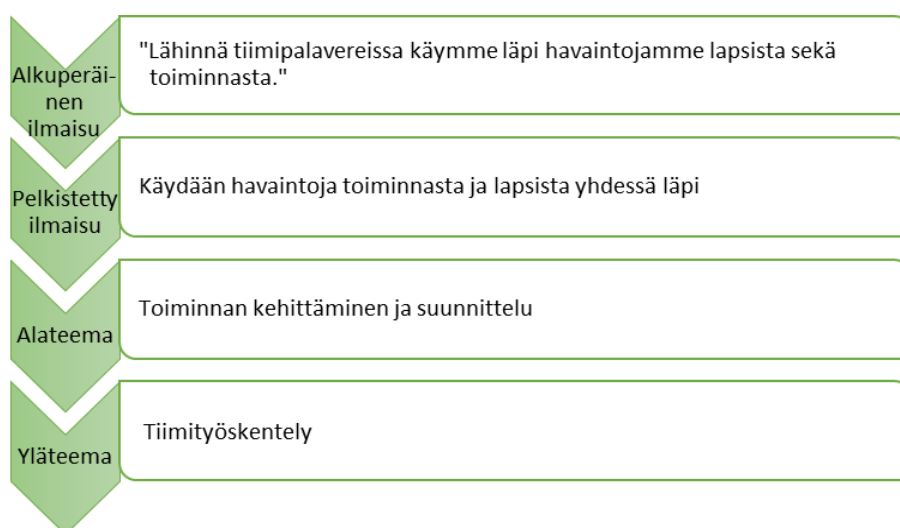 Alkuperäi-
nen
ilmaisu
"Lähinnä tiimipalavereissa käymme läpi havaintojamme lapsista sekä
toiminnasta."
Pelkistetty
ilmaisu
Käydään havaintoja toiminnasta ja lapsista yhdessä läpi
Alateema
Toiminnan kehittäminen ja suunnittelu
Yläteema
Tiimityöskentely